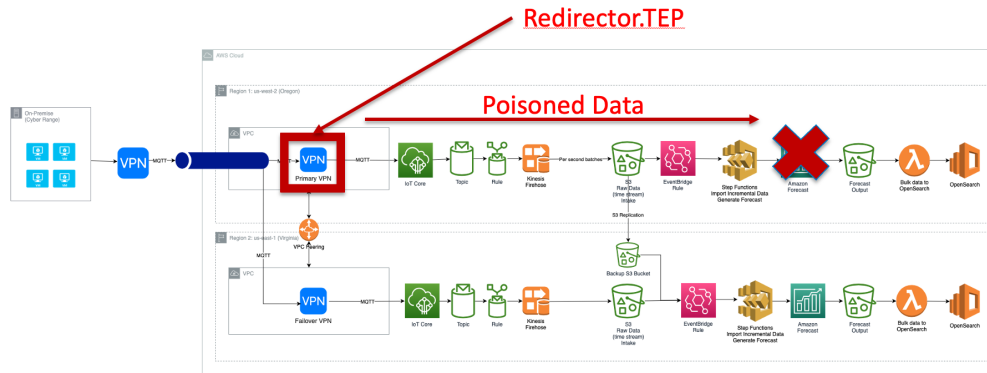 Redirector.TEP
AWS Cloud
Region 1: us-west-2 (Oregon)
Poisoned Data
On-Premise
(Cyber Range)
VPC
VPN
MQTT
VPN
Primary VPN
MQTT
IoT Core
Topic
Rule
Kinesis
Firehose
Per second batches
S3
Raw Data
(time stream)
Intake
EventBridge
Rule
Step Functions
Import Incremental Data
Generate Forecast
Amazon
Forecast
Forecast
Output
Bulk data to
OpenSearch
OpenSearch
S3 Replication
VPC Peering
Region 2: us-east-1 (Virginia)
MQTT
VPC
Backup S3 Bucket
VPN
Failover VPN
MQTT
IoT Core
Topic
Rule
Kinesis
Firehose
S3
Raw Data
(time stream)
Intake
EventBridge
Rule
Step Functions
Import Incremental Data
Generate Forecast
Amazon
Forecast
Forecast
Output
Bulk data to
OpenSearch
OpenSearch